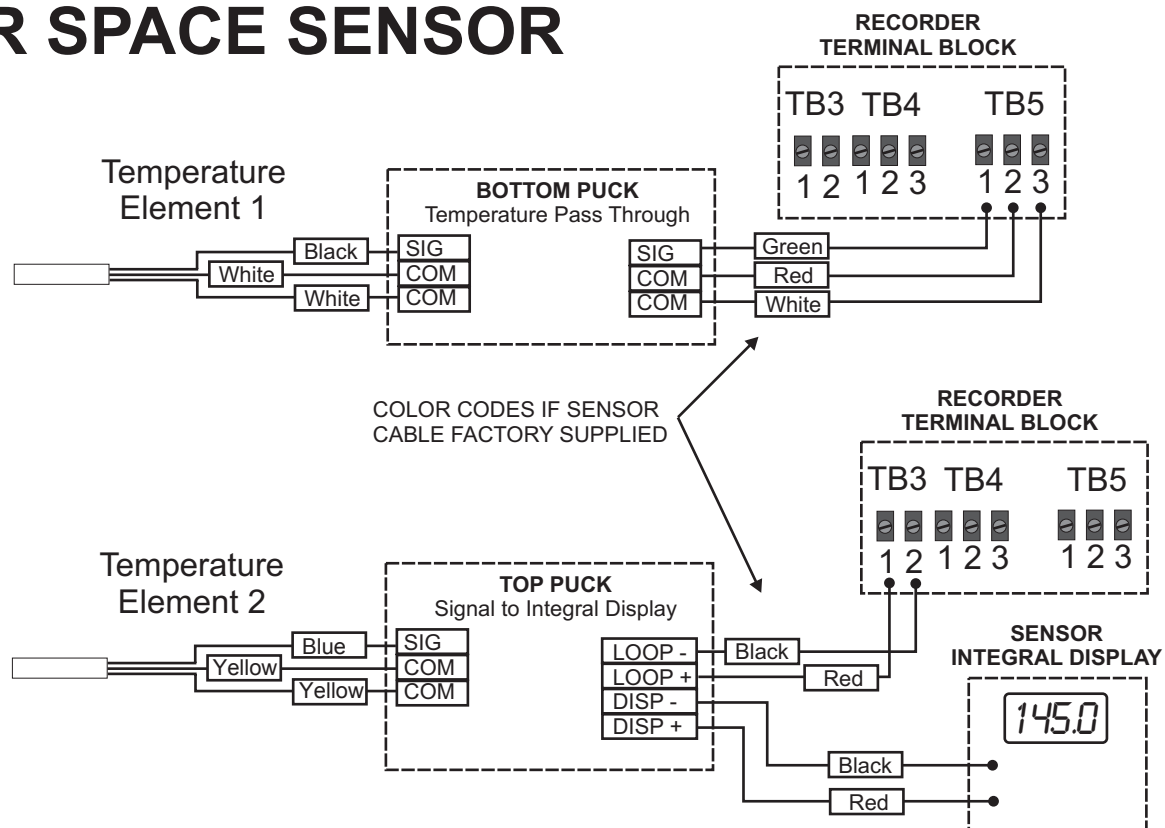 R SPACE SENSOR
RECORDER
TERMINAL BLOCK
TB3 TB4 TB5
1 2 1 2 3 1 2 3
Temperature
Element 1
BOTTOM PUCK
Temperature Pass Through
Black
White
White
SIG
COM
COM
SIG
COM
COM
Green
Red
White
COLOR CODES IF SENSOR
CABLE FACTORY SUPPLIED
RECORDER
TERMINAL BLOCK
TB3 TB4 TB5
1 2 1 2 3 1 2 3
Temperature
Element 2
TOP PUCK
Signal to Integral Display
Blue
Yellow
Yellow
SIG
COM
COM
LOOP -
LOOP +
DISP -
DISP +
Black
Red
SENSOR
INTEGRAL DISPLAY
145.0
Black
Red